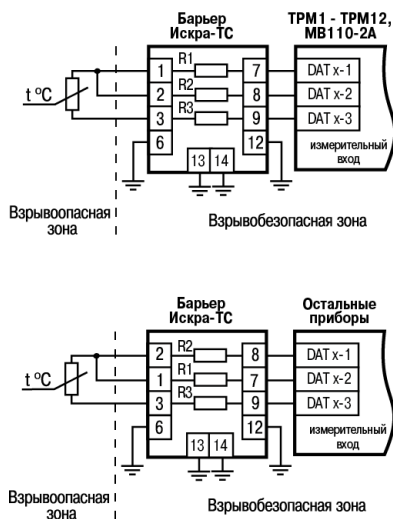 Барьер
Искра-ТС
ТРМ1 - ТРМ12,
МВ110-2А
t ºC
1 R1 7 DAT x-1
2 R2 8 DAT x-2
3 R3 9 DAT x-3
6 12
13 14
измерительный
вход
Взрывоопасная
зона
Взрывобезопасная зона
Барьер
Искра-ТС
Остальные
приборы
t ºC
2 R2 8 DAT x-1
1 R1 7 DAT x-2
3 R3 9 DAT x-3
6 12
13 14
измерительный
вход
Взрывоопасная
зона
Взрывобезопасная зона